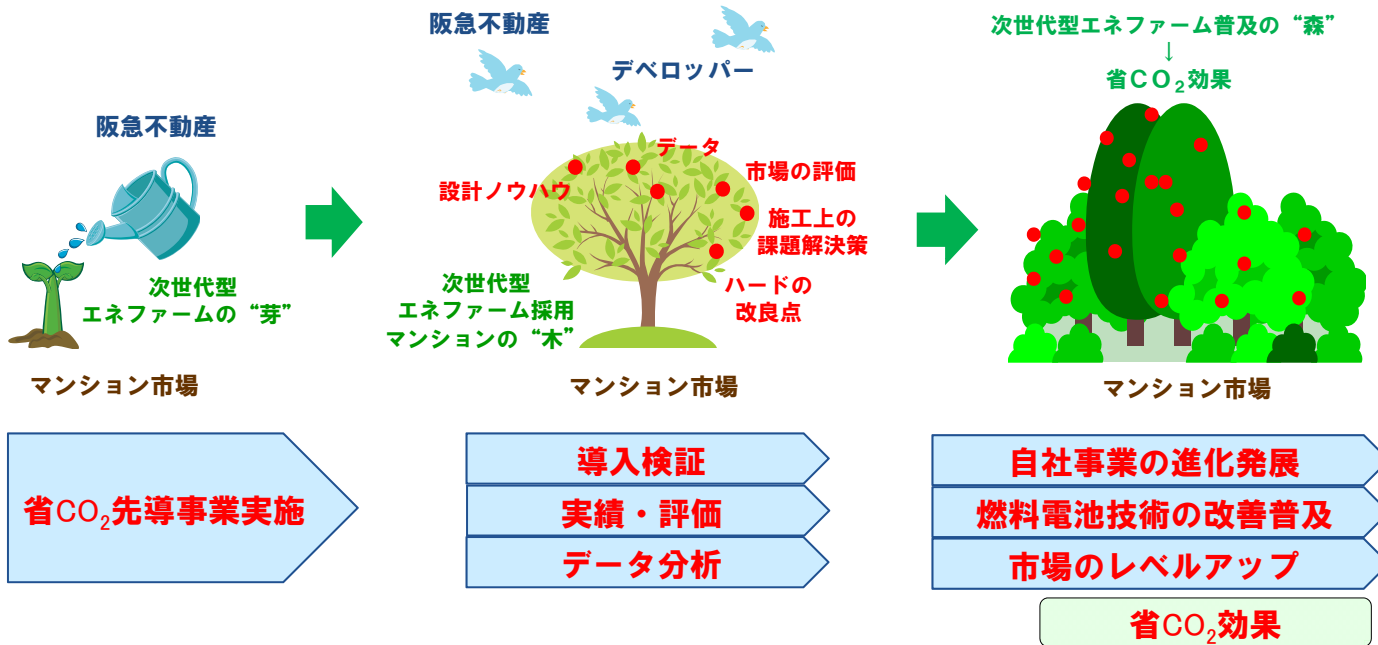 阪急不動産
次世代型
エネファームの“芽”
マンション市場
阪急不動産
デベロッパー
データ
設計ノウハウ
市場の評価
施工上の
課題解決策
ハードの
改良点
次世代型
エネファーム採用
マンションの“木”
マンション市場
次世代型エネファーム普及の“森”
↓
省CO₂効果
マンション市場
省CO₂先導事業実施
導入検証
実績・評価
データ分析
自社事業の進化発展
燃料電池技術の改善普及
市場のレベルアップ
省CO₂効果